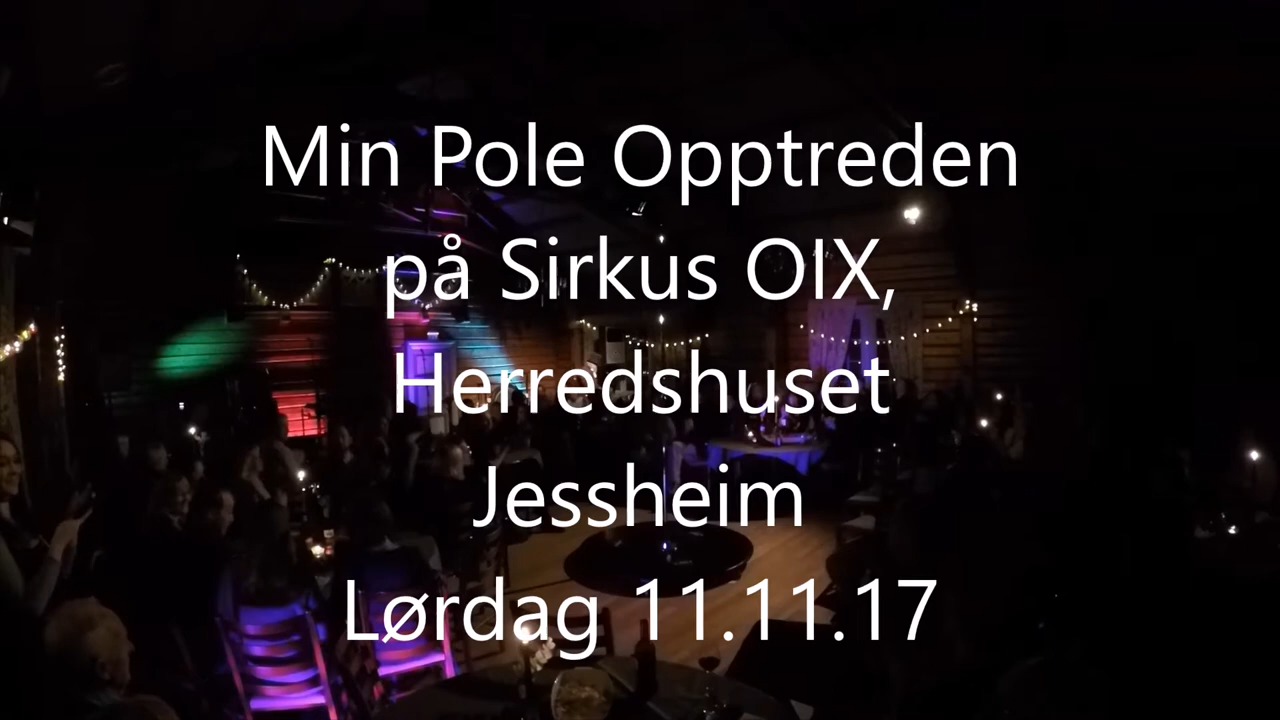 Min Pole Opptreden
på Sirkus OIX,
Herredshuset
Jessheim
Lørdag 11.11.17